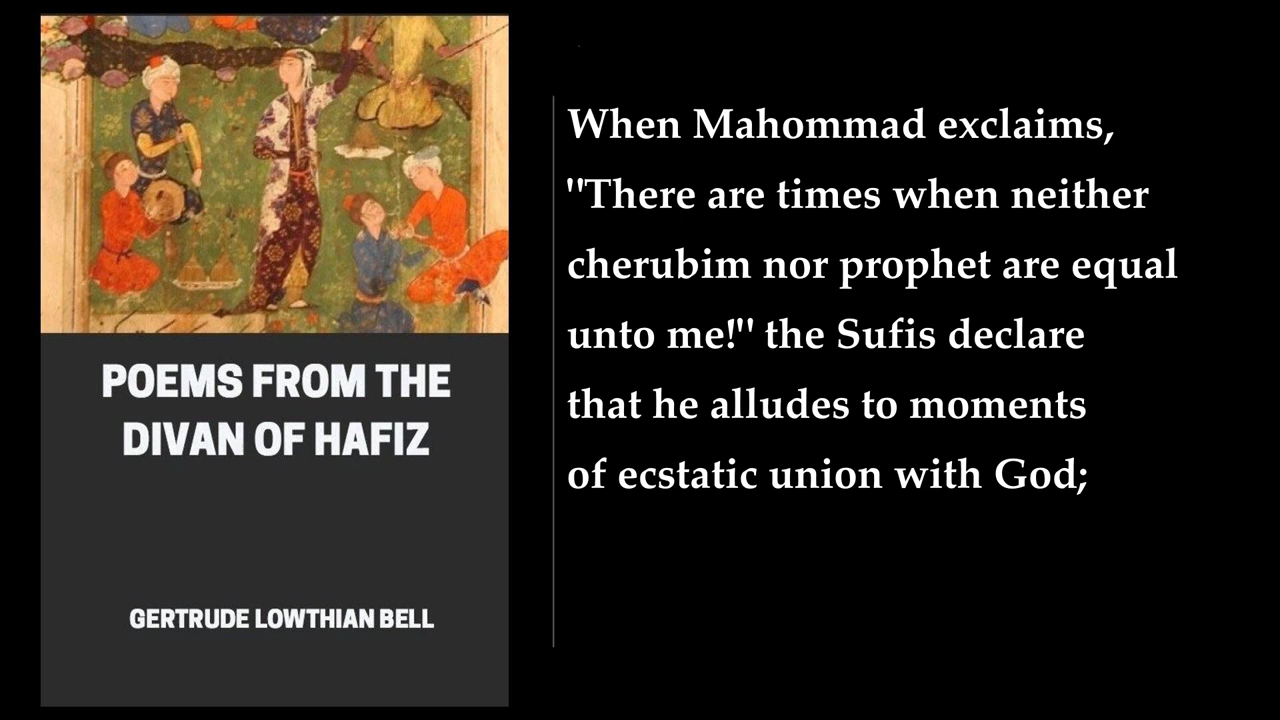 POEMS FROM THE
DIVAN OF HAFIZ
GERTRUDE LOWTHIAN BELL
When Mahommad exclaims,
"There are times when neither
cherubim nor prophet are equal
unto me!" the Sufis declare
that he alludes to moments
of ecstatic union with God;